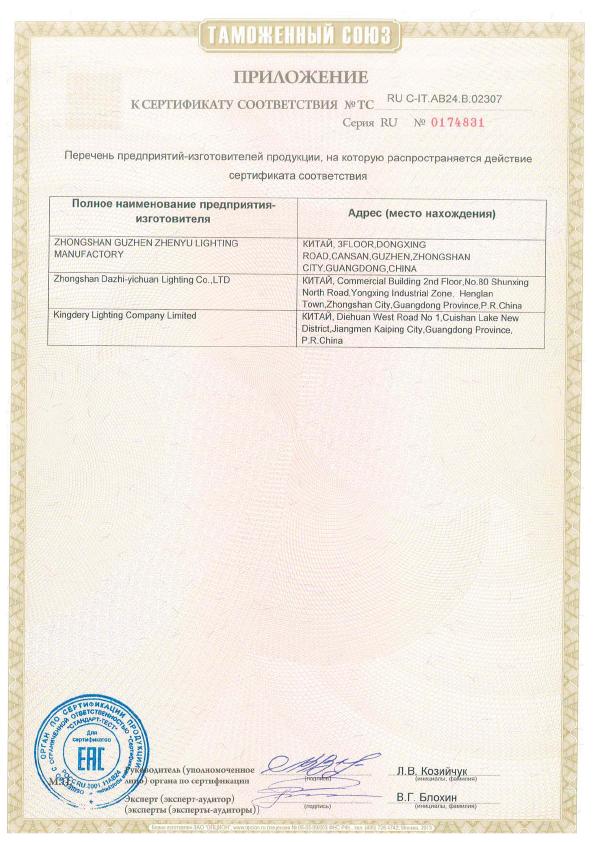 ТАМОЖЕННЫЙ СОЮЗ
ПРИЛОЖЕНИЕ
К СЕРТИФИКАТУ СООТВЕТСТВИЯ № ТС RU C-IT.AB24.B.02307
Серия RU № 0174831
Перечень предприятий-изготовителей продукции, на которую распространяется действие
сертификата соответствия
Полное наименование предприятия-
изготовителя
Адрес (место нахождения)
ZHONGSHAN GUZHEN ZHENYU LIGHTING
MANUFACTORY
КИТАЙ, 3FLOOR,DONGXING
ROAD,CANSAN,GUZHEN,ZHONGSHAN
CITY,GUANGDONG,CHINA
Zhongshan Dazhi-yichuan Lighting Co.,LTD
КИТАЙ, Commercial Building 2nd Floor,No.80 Shunxing
North Road,Yongxing Industrial Zone, Henglan
Town,Zhongshan City,Guangdong Province,P.R.China
Kingdery Lighting Company Limited
КИТАЙ, Diehuan West Road No 1,Cuishan Lake New
District,Jiangmen Kaiping City,Guangdong Province,
P.R.China
ОРГАН ПО СЕРТИФИКАЦИИ ПРОДУКЦИИ
С ОГРАНИЧЕННОЙ ОТВЕТСТВЕННОСТЬЮ
"СТАНДАРТ-ТЕСТ"
Для
сертификатов
ЕАС
М.П.
Руководитель (уполномоченное
лицо) органа по сертификации
(подпись)
Л.В. Козийчук
(инициалы, фамилия)
Эксперт (эксперт-аудитор)
(эксперты (эксперты-аудиторы))
(подпись)
В.Г. Блохин
(инициалы, фамилия)
Бланк изготовлен ЗАО "ОПЦИОН", www.opcion.ru